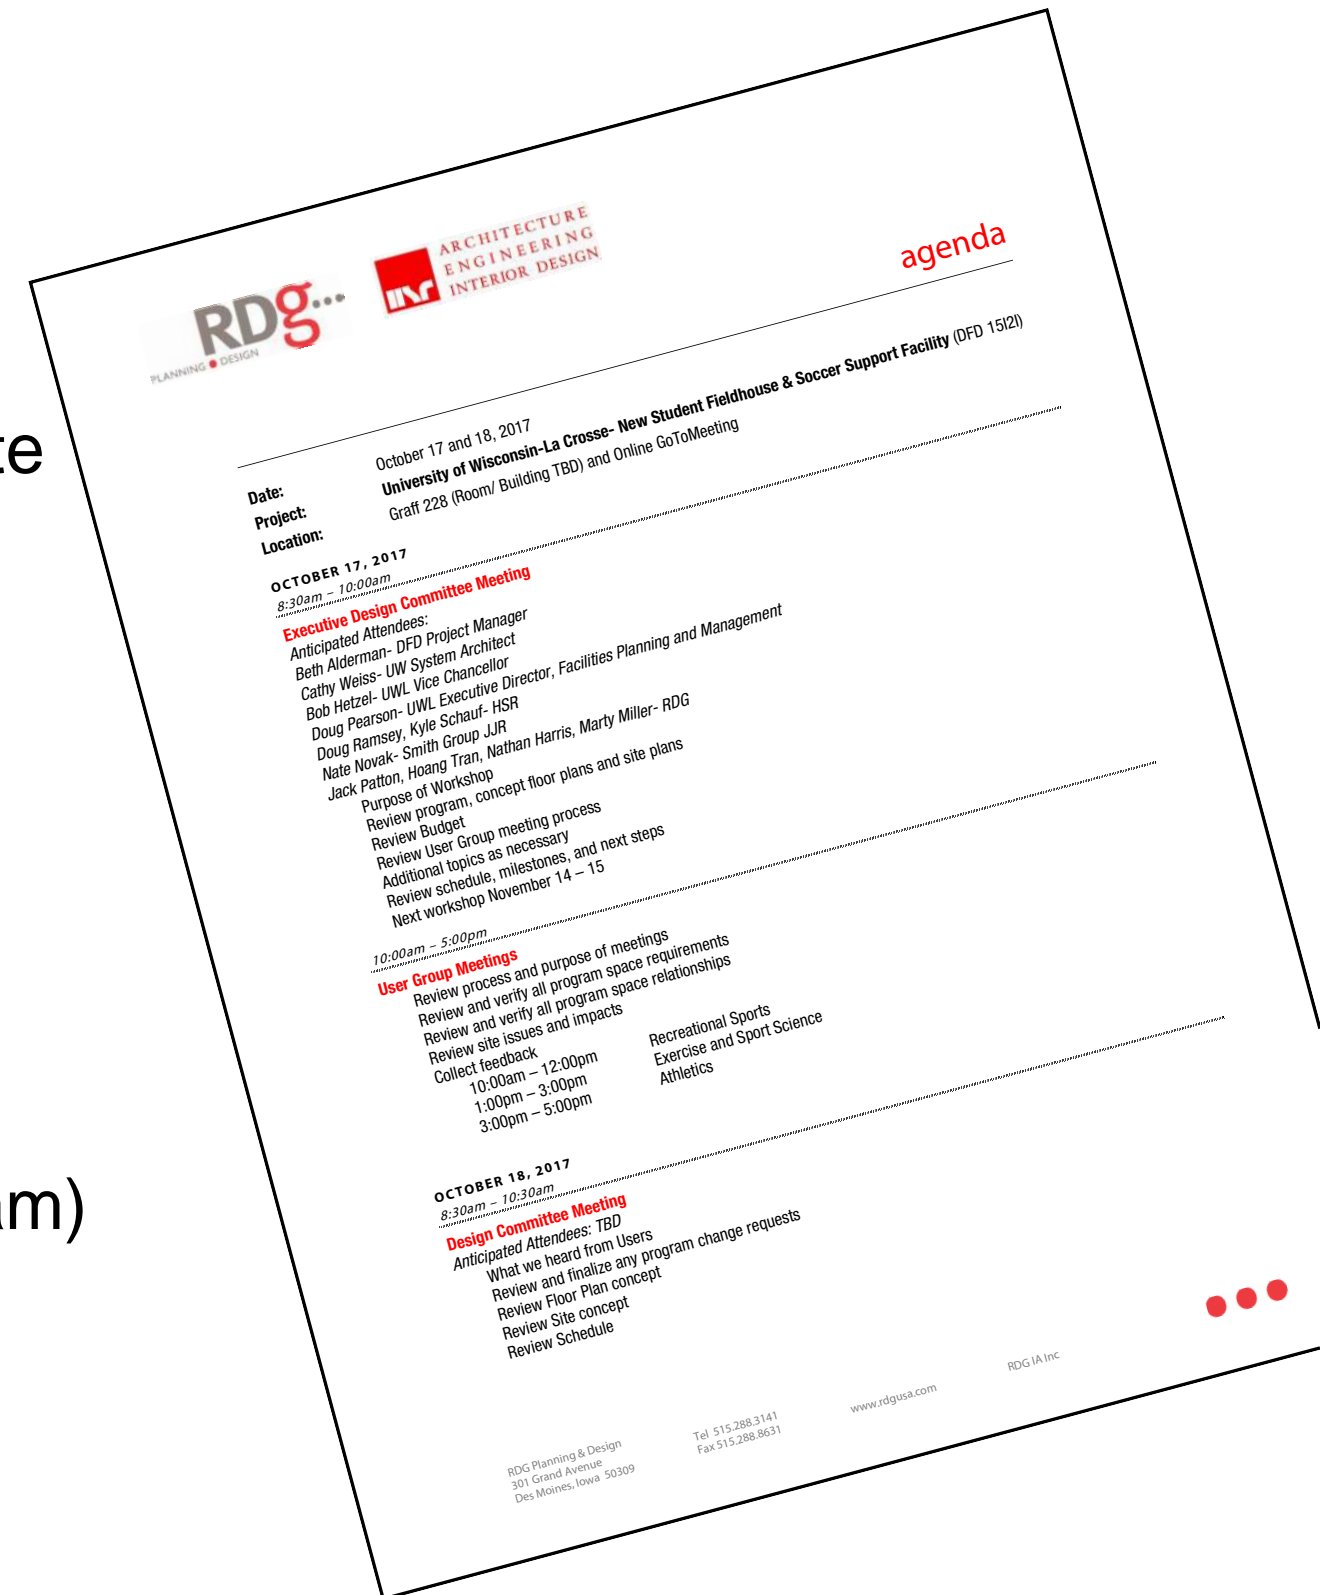 RDg...
PLANNING • DESIGN
HSR
ARCHITECTURE
ENGINEERING
INTERIOR DESIGN
agenda
Date: October 17 and 18, 2017
Project: University of Wisconsin-La Crosse- New Student Fieldhouse & Soccer Support Facility (DFD 15I2I)
Location: Graff 228 (Room/ Building TBD) and Online GoToMeeting
te
OCTOBER 17, 2017
8:30am – 10:00am
Executive Design Committee Meeting
Anticipated Attendees:
Beth Alderman- DFD Project Manager
Cathy Weiss- UW System Architect
Bob Hetzel- UWL Vice Chancellor
Doug Pearson- UWL Executive Director, Facilities Planning and Management
Doug Ramsey, Kyle Schauf- HSR
Nate Novak- Smith Group JJR
Jack Patton, Hoang Tran, Nathan Harris, Marty Miller- RDG
Purpose of Workshop
Review program, concept floor plans and site plans
Review Budget
Review User Group meeting process
Additional topics as necessary
Review schedule, milestones, and next steps
Next workshop November 14 – 15
10:00am – 5:00pm
User Group Meetings
Review process and purpose of meetings
Review and verify all program space requirements
Review and verify all program space relationships
Review site issues and impacts
Collect feedback
10:00am – 12:00pm Recreational Sports
1:00pm – 3:00pm Exercise and Sport Science
3:00pm – 5:00pm Athletics
am)
OCTOBER 18, 2017
8:30am – 10:30am
Design Committee Meeting
Anticipated Attendees: TBD
What we heard from Users
Review and finalize any program change requests
Review Floor Plan concept
Review Site concept
Review Schedule
RDG Planning & Design
301 Grand Avenue
Des Moines, Iowa 50309
Tel 515.288.3141
Fax 515.288.8631
www.rdgusa.com
RDG IA Inc